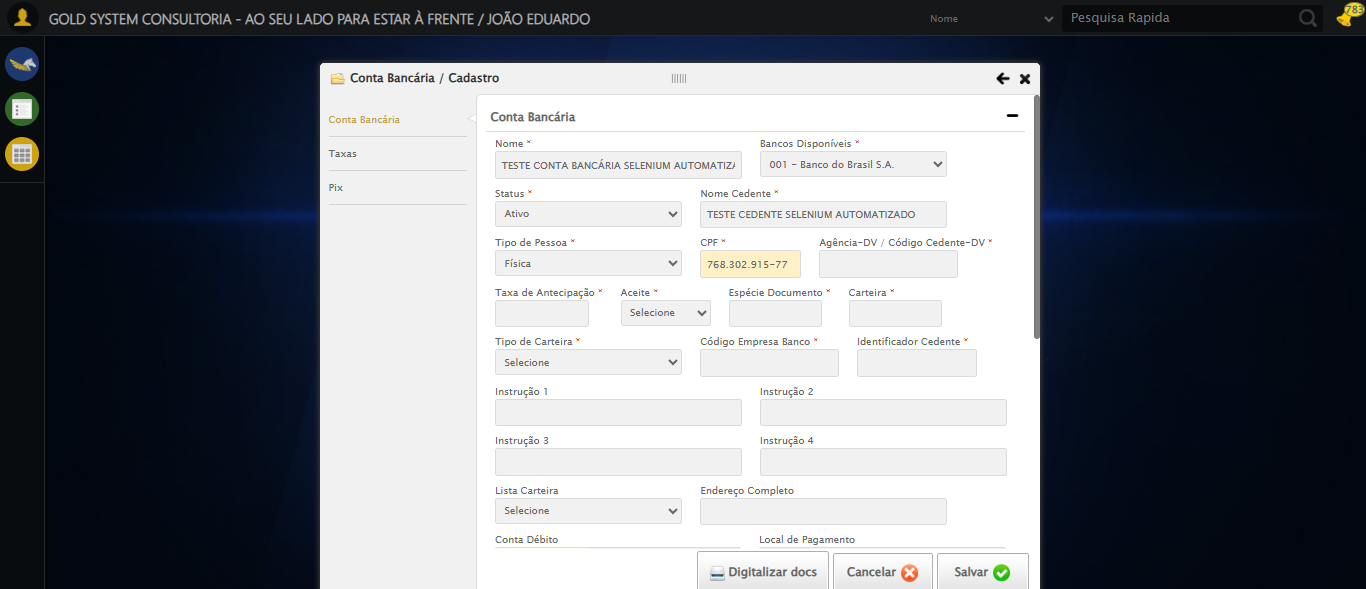 GOLD SYSTEM CONSULTORIA - AO SEU LADO PARA ESTAR À FRENTE / JOÃO EDUARDO
Nome
Pesquisa Rapida
783
Conta Bancária / Cadastro
Conta Bancária
Taxas
Pix
Conta Bancária
Nome *
Bancos Disponíveis *
TESTE CONTA BANCÁRIA SELENIUM AUTOMATIZA
001 - Banco do Brasil S.A.
Status *
Nome Cedente *
Ativo
TESTE CEDENTE SELENIUM AUTOMATIZADO
Tipo de Pessoa *
CPF *
Agência-DV / Código Cedente-DV *
Física
768.302.915-77
Taxa de Antecipação *
Aceite *
Espécie Documento *
Carteira *
Selecione
Tipo de Carteira *
Código Empresa Banco *
Identificador Cedente *
Selecione
Instrução 1
Instrução 2
Instrução 3
Instrução 4
Lista Carteira
Endereço Completo
Selecione
Conta Débito
Local de Pagamento
Digitalizar docs
Cancelar
Salvar